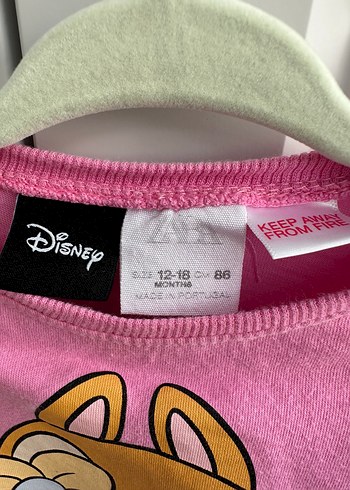 Disney
ZARA
SIZE 12-18 CM 86
MONTHS
MADE IN PORTUGAL
KEEP AWAY
FROM FIRE